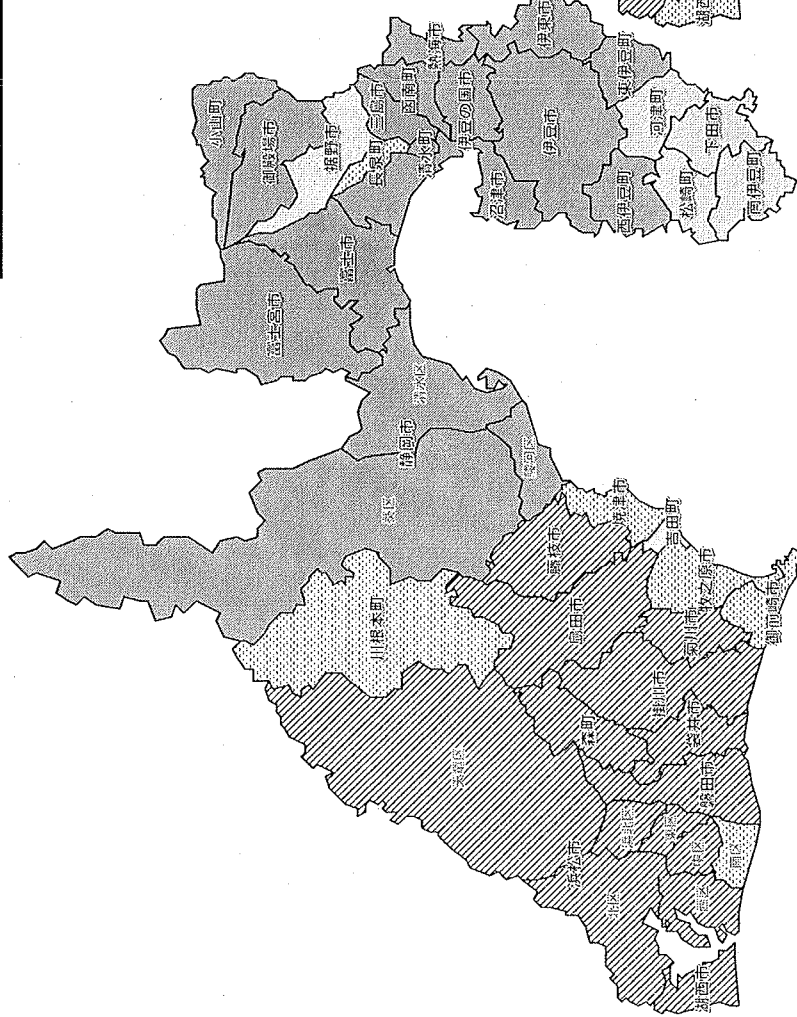 小山町
御殿場市
裾野市
三島市
函南町
熱海市
長泉町
清水町
伊豆の国市
伊東市
沼津市
伊豆市
東伊豆町
西伊豆町
河津町
松崎町
下田市
南伊豆町
富士宮市
富士市
静岡市
清水区
葵区
駿河区
川根本町
藤枝市
焼津市
島田市
吉田町
牧之原市
御前崎市
菊川市
掛川市
森町
袋井市
磐田市
浜松市
天竜区
浜北区
北区
東区
中区
西区
南区
湖西市
湖西